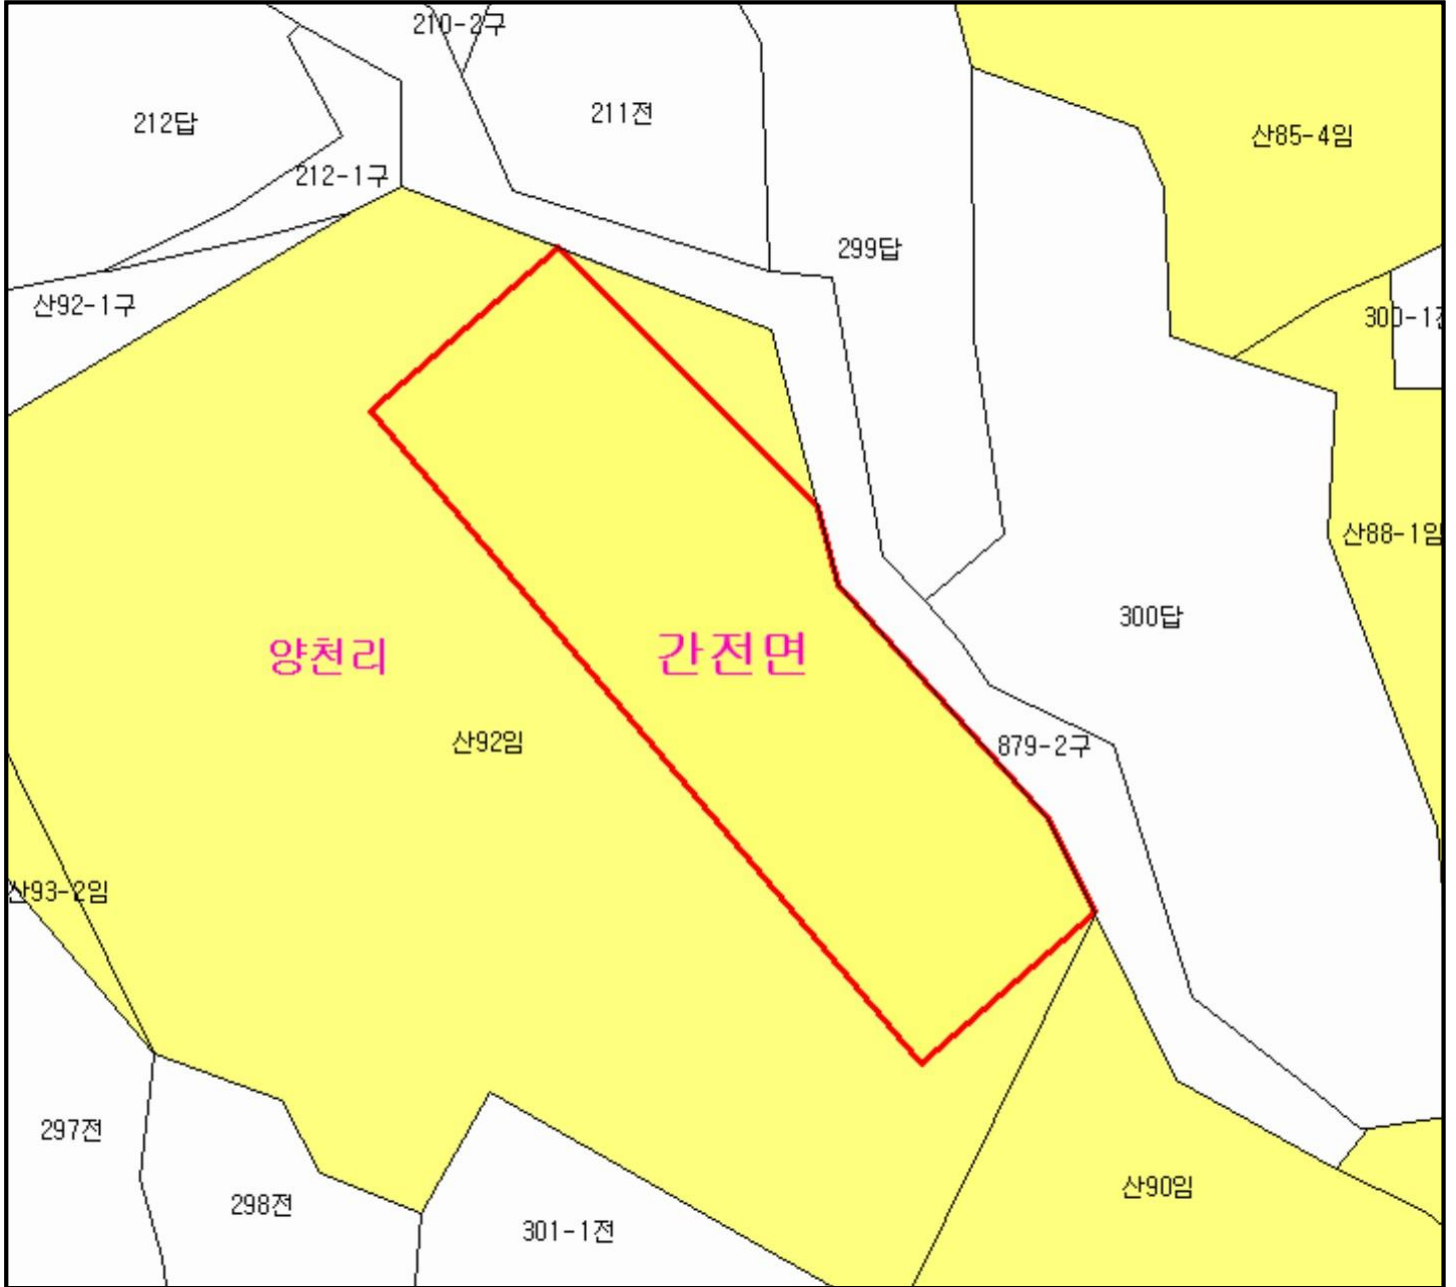 210-2구
212답
211전
산85-4임
212-1구
299답
산92-1구
300-1전
산88-1임
300답
양천리
간전면
산92임
879-2구
산93-2임
297전
산90임
298전
301-1전